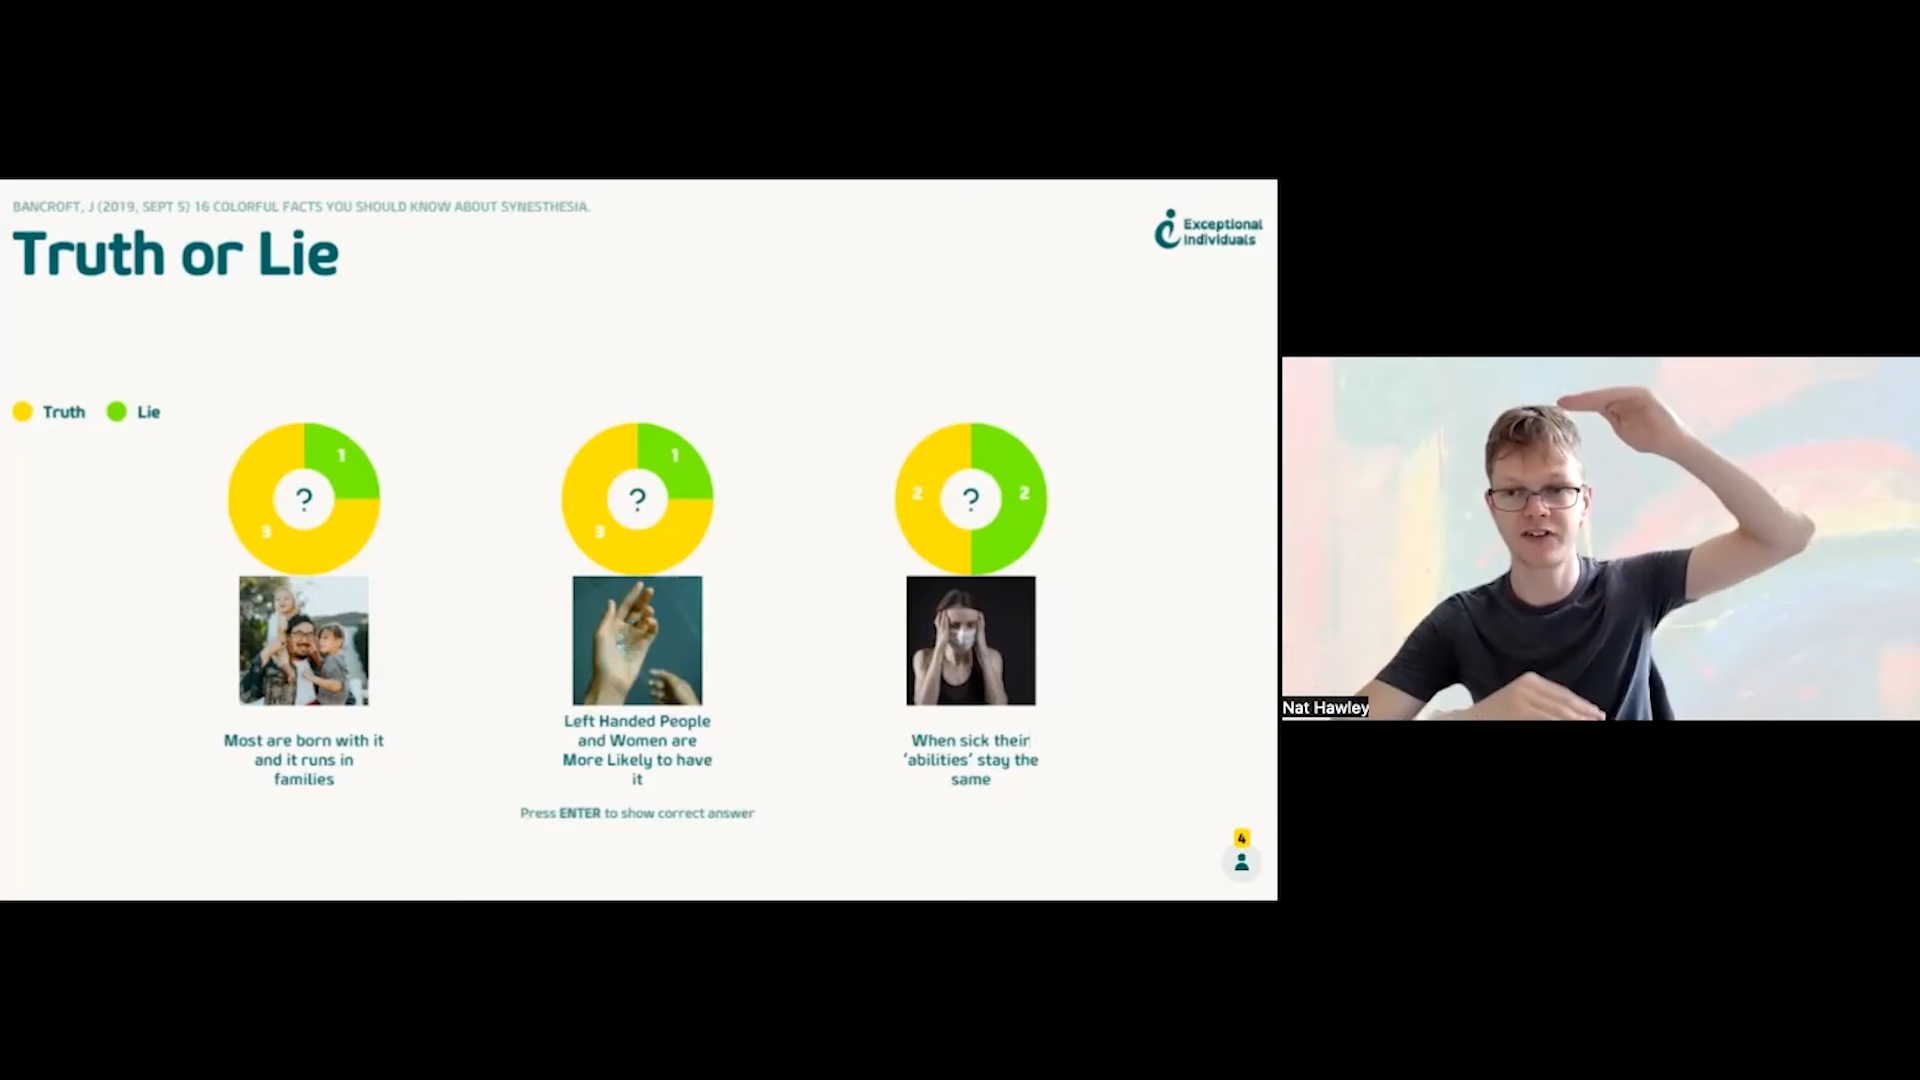 BANCROFT, J (2019, SEPT 5) 16 COLORFUL FACTS YOU SHOULD KNOW ABOUT SYNESTHESIA.
Truth or Lie
Exceptional
Individuals
Truth
Lie
1
?
3
1
?
3
2
?
2
Most are born with it
and it runs in
families
Left Handed People
and Women are
More Likely to have
it
When sick their
'abilities' stay the
same
Press ENTER to show correct answer
4
Nat Hawley